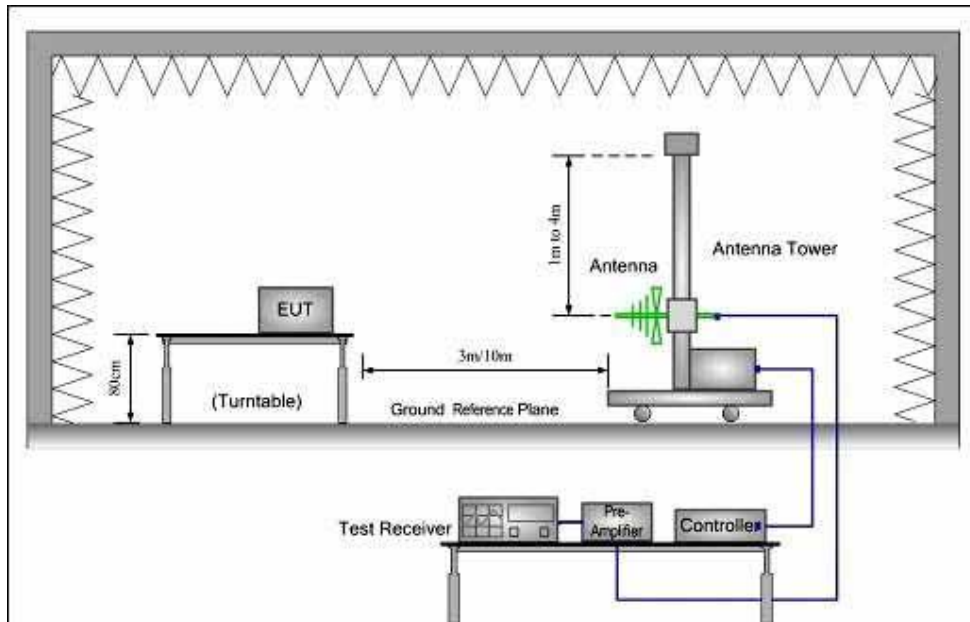 1m to 4m
Antenna
Antenna Tower
EUT
3m/10m
80cm
(Turntable)
Ground Reference Plane
Test Receiver
Pre-
Amplifier
Controller